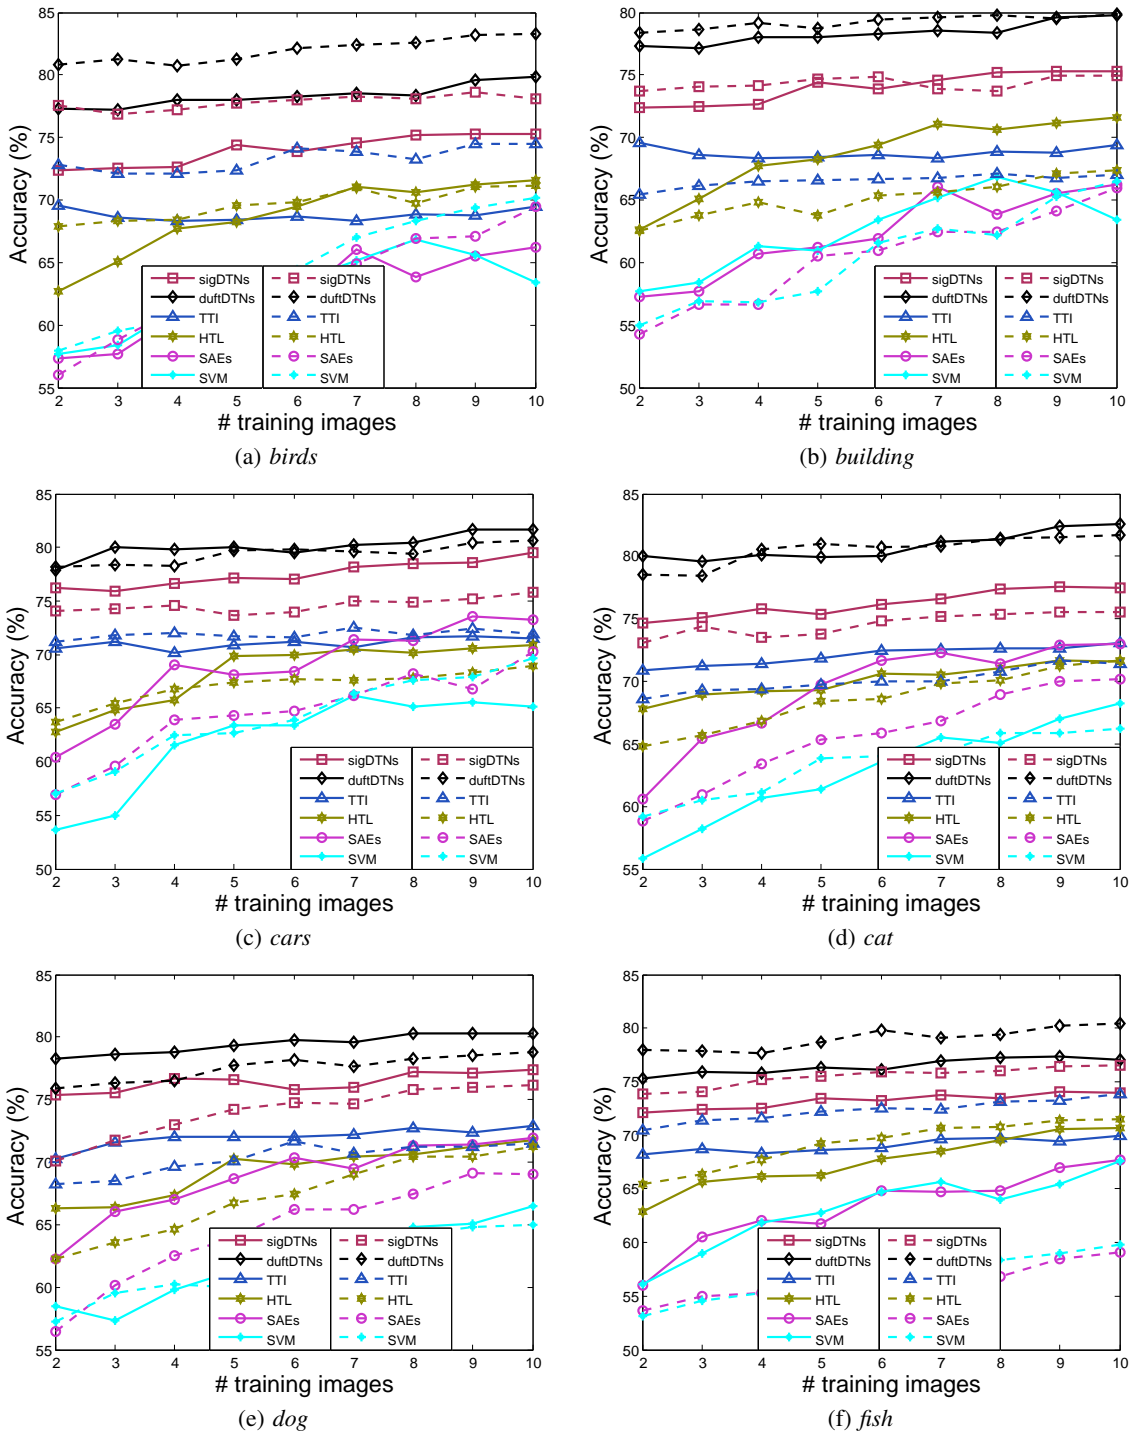 85
80
75
70
65
60
55
Accuracy (%)
2 3 4 5 6 7 8 9 10
# training images
sigDTNs
duftDTNs
TTI
HTL
SAEs
SVM
sigDTNs
duftDTNs
TTI
HTL
SAEs
SVM
(a) birds
80
75
70
65
60
55
50
Accuracy (%)
2 3 4 5 6 7 8 9 10
# training images
sigDTNs
duftDTNs
TTI
HTL
SAEs
SVM
sigDTNs
duftDTNs
TTI
HTL
SAEs
SVM
(b) building
85
80
75
70
65
60
55
50
Accuracy (%)
2 3 4 5 6 7 8 9 10
# training images
sigDTNs
duftDTNs
TTI
HTL
SAEs
SVM
sigDTNs
duftDTNs
TTI
HTL
SAEs
SVM
(c) cars
85
80
75
70
65
60
55
Accuracy (%)
2 3 4 5 6 7 8 9 10
# training images
sigDTNs
duftDTNs
TTI
HTL
SAEs
SVM
sigDTNs
duftDTNs
TTI
HTL
SAEs
SVM
(d) cat
85
80
75
70
65
60
55
Accuracy (%)
2 3 4 5 6 7 8 9 10
# training images
sigDTNs
duftDTNs
TTI
HTL
SAEs
SVM
sigDTNs
duftDTNs
TTI
HTL
SAEs
SVM
(e) dog
85
80
75
70
65
60
55
50
Accuracy (%)
2 3 4 5 6 7 8 9 10
# training images
sigDTNs
duftDTNs
TTI
HTL
SAEs
SVM
sigDTNs
duftDTNs
TTI
HTL
SAEs
SVM
(f) fish